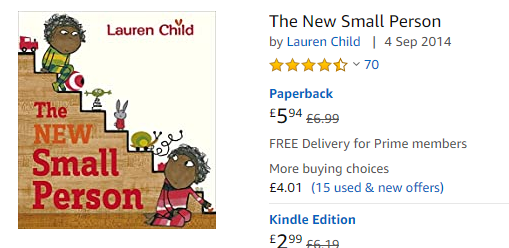 Lauren Child
The
NEW
Small
Person
The New Small Person
by Lauren Child | 4 Sep 2014
70
Paperback
£5.94 £6.99
FREE Delivery for Prime members
More buying choices
£4.01 (15 used & new offers)
Kindle Edition
£2.99 £6.19